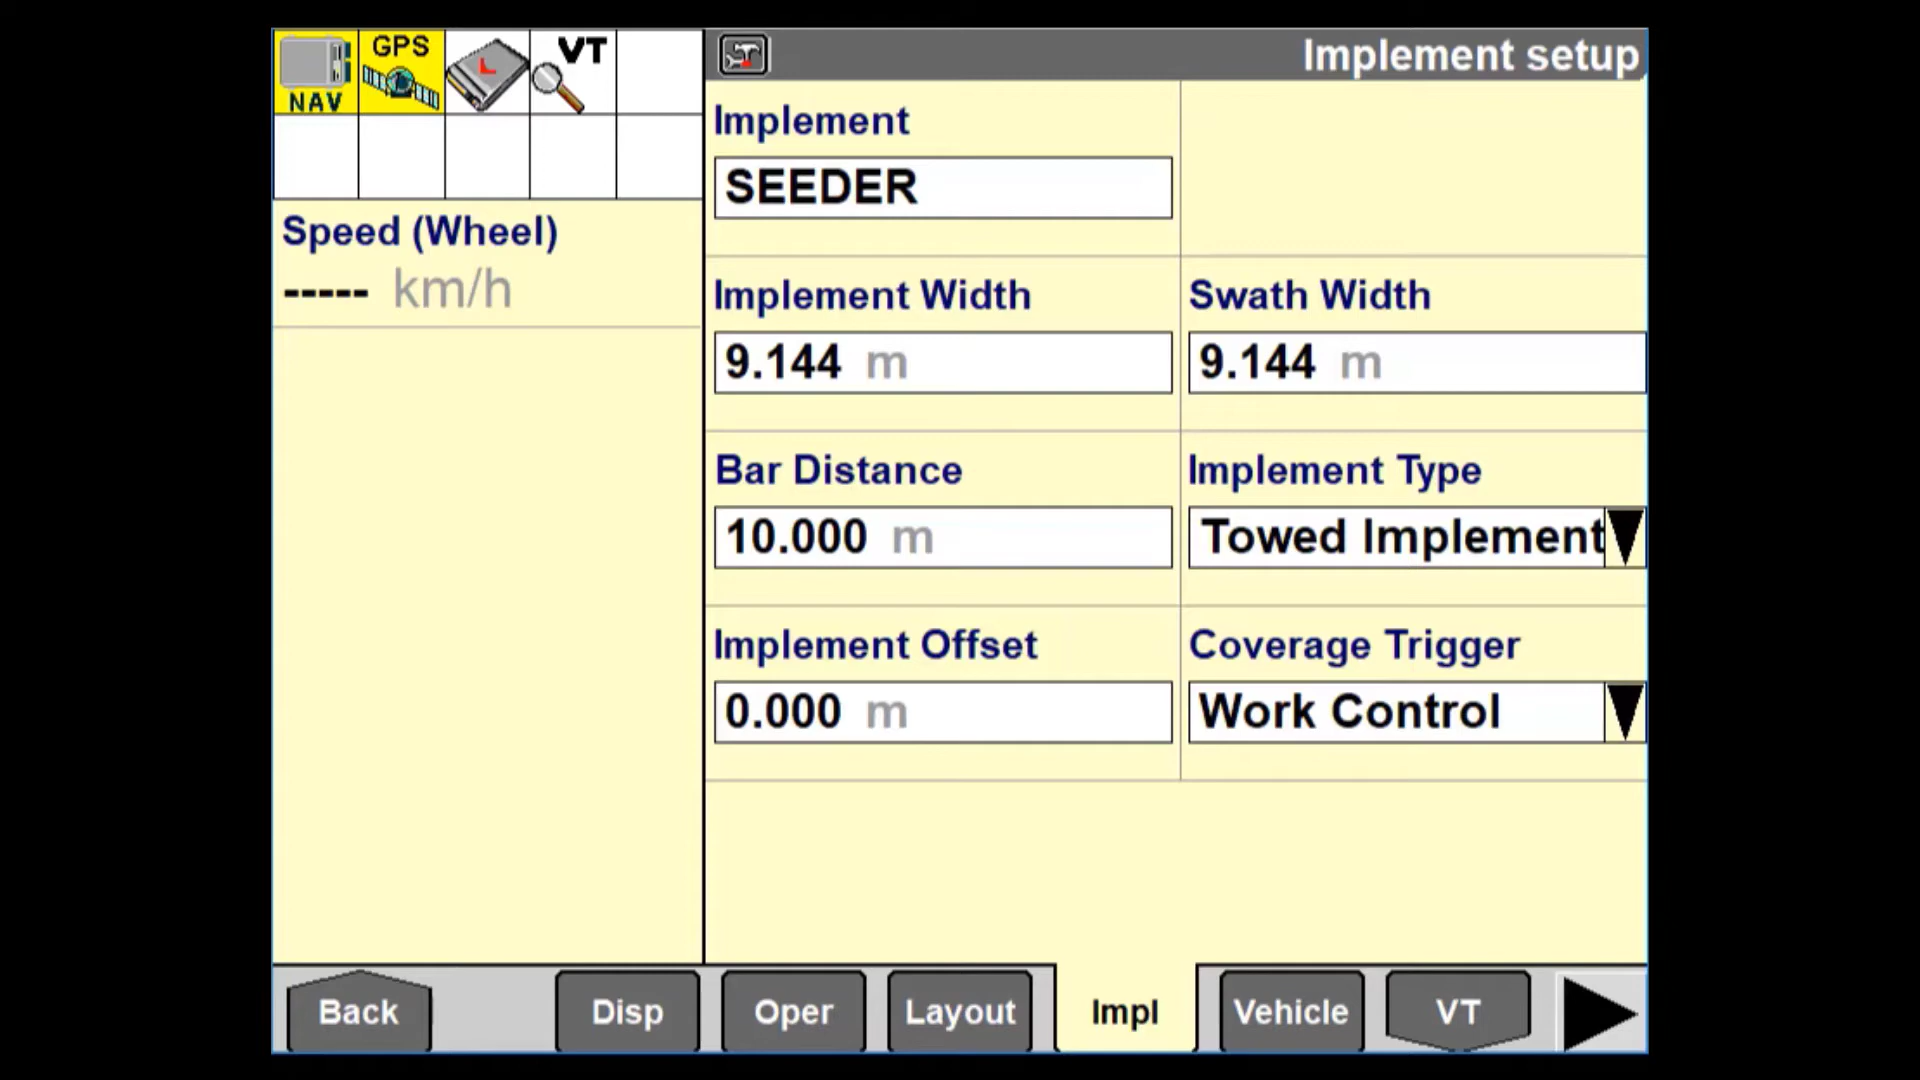 GPS
VT
NAV
Implement setup
Implement
SEEDER
Speed (Wheel)
----- km/h
Implement Width
Swath Width
9.144 m
9.144 m
Bar Distance
Implement Type
10.000 m
Towed Implement
Implement Offset
Coverage Trigger
0.000 m
Work Control
Back
Disp
Oper
Layout
Impl
Vehicle
VT